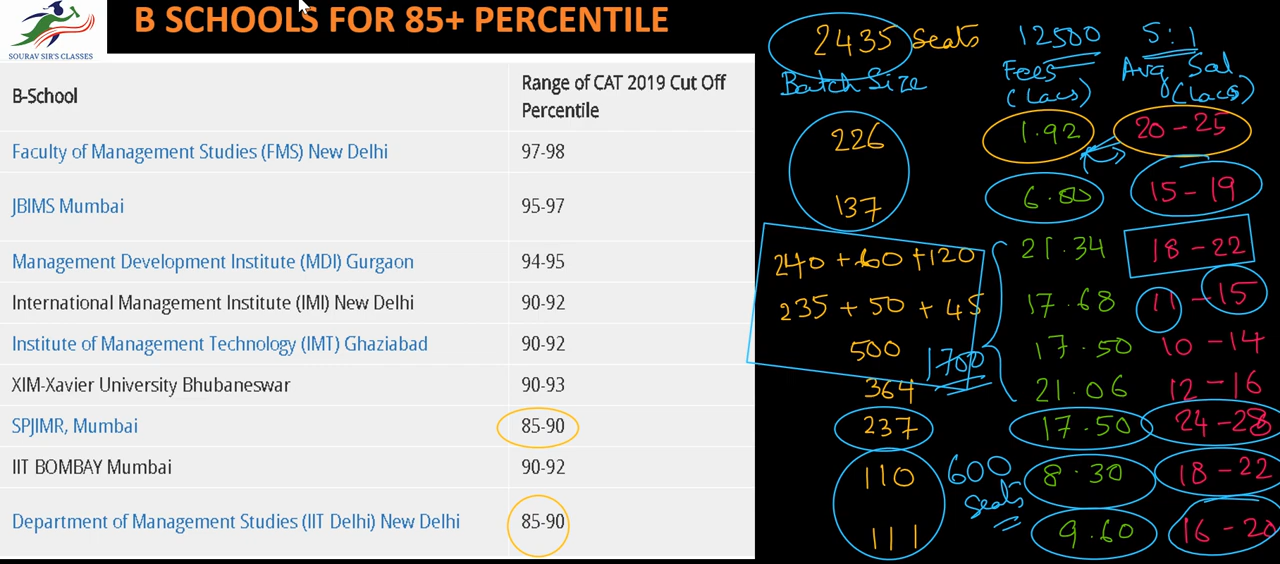 B SCHOOLS FOR 85+ PERCENTILE
SOURAV SIR'S CLASSES
2435 Seats 12500 5:1
Batch Size Fees (Lacs) Avg Sal (Lacs)
B-School Range of CAT 2019 Cut Off Percentile
Faculty of Management Studies (FMS) New Delhi 97-98 226 1.92 20-25
JBIMS Mumbai 95-97 137 6.80 15-19
Management Development Institute (MDI) Gurgaon 94-95 240 + 60 + 120 21.34 18-22
International Management Institute (IMI) New Delhi 90-92 235 + 50 + 45 17.68 11-15
Institute of Management Technology (IMT) Ghaziabad 90-92 500 1700 17.50 10-14
XIM-Xavier University Bhubaneswar 90-93 364 21.06 12-16
SPJIMR, Mumbai 85-90 237 17.50 24-28
IIT BOMBAY Mumbai 90-92 110 600 Seats 8.30 18-22
Department of Management Studies (IIT Delhi) New Delhi 85-90 111 9.60 16-20